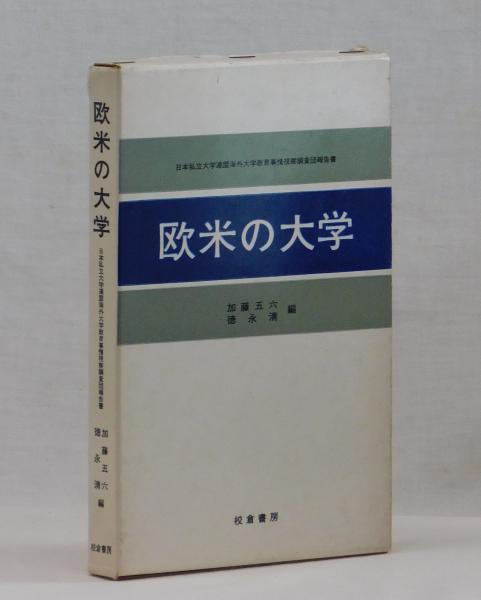 日本私立大学連盟海外大学教育事情視察調査団報告書
欧米の大学
加藤五六
徳永清
編
校倉書房
欧米の大学
日本私立大学連盟海外大学教育事情視察調査団報告書
加藤五六
徳永清
編
校倉書房